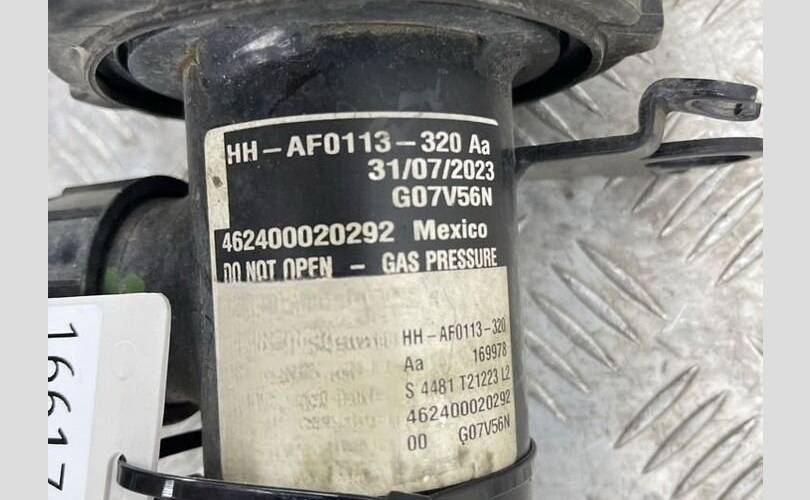 HH-AF0113-320 Aa
31/07/2023
G07V56N
462400020292 Mexico
DO NOT OPEN - GAS PRESSURE
HH-AF0113-320
Aa 169978
S 4481 T21223 L2
462400020292
00 G07V56N
16617